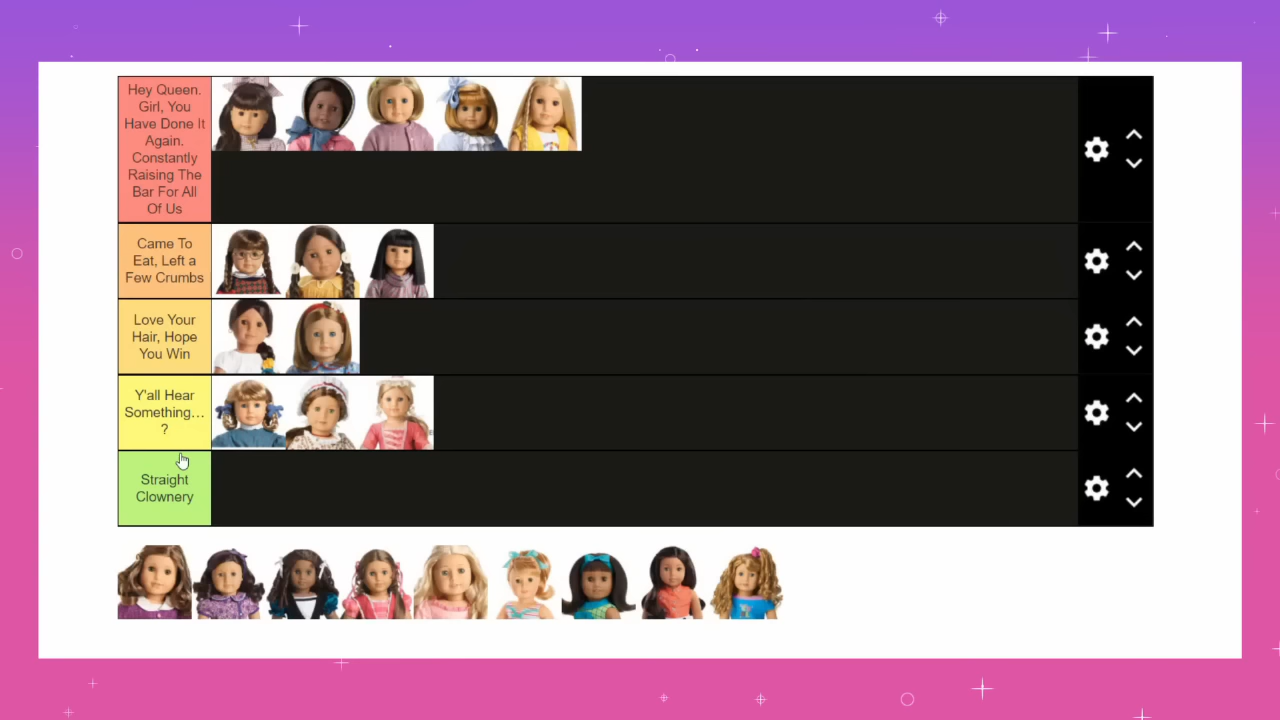 Hey Queen.
Girl, You
Have Done It
Again.
Constantly
Raising The
Bar For All
Of Us
Came To
Eat, Left a
Few Crumbs
Love Your
Hair, Hope
You Win
Y'all Hear
Something...
?
Straight
Clownery